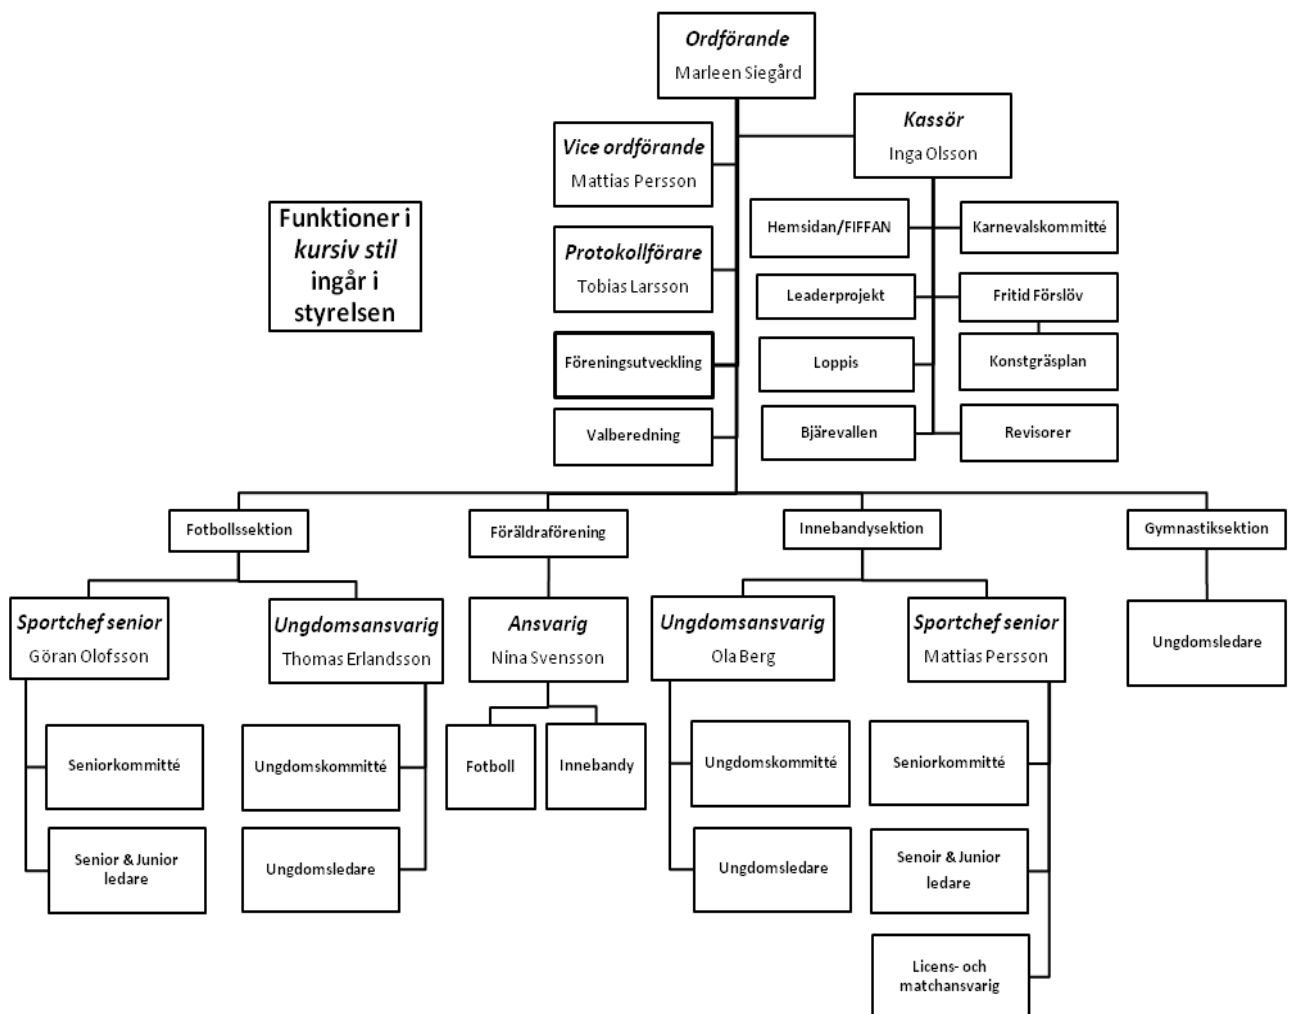 Ordförande
Marleen Siegård
Kassör
Inga Olsson
Vice ordförande
Mattias Persson
Funktioner i
kursiv stil
ingår i
styrelsen
Protokollförare
Tobias Larsson
Hemsidan/FIFFAN
Karnevalskommitté
Leaderprojekt
Fritid Förslöv
Föreningsutveckling
Loppis
Konstgräsplan
Valberedning
Bjärevallen
Revisorer
Fotbollssektion
Föräldraförening
Innebandysektion
Gymnastiksektion
Sportchef senior
Göran Olofsson
Ungdomsansvarig
Thomas Erlandsson
Ansvarig
Nina Svensson
Ungdomsansvarig
Ola Berg
Sportchef senior
Mattias Persson
Ungdomsledare
Seniorkommitté
Ungdomskommitté
Fotboll
Innebandy
Ungdomskommitté
Seniorkommitté
Senior & Junior
ledare
Ungdomsledare
Ungdomsledare
Senoir & Junior
ledare
Licens- och
matchansvarig